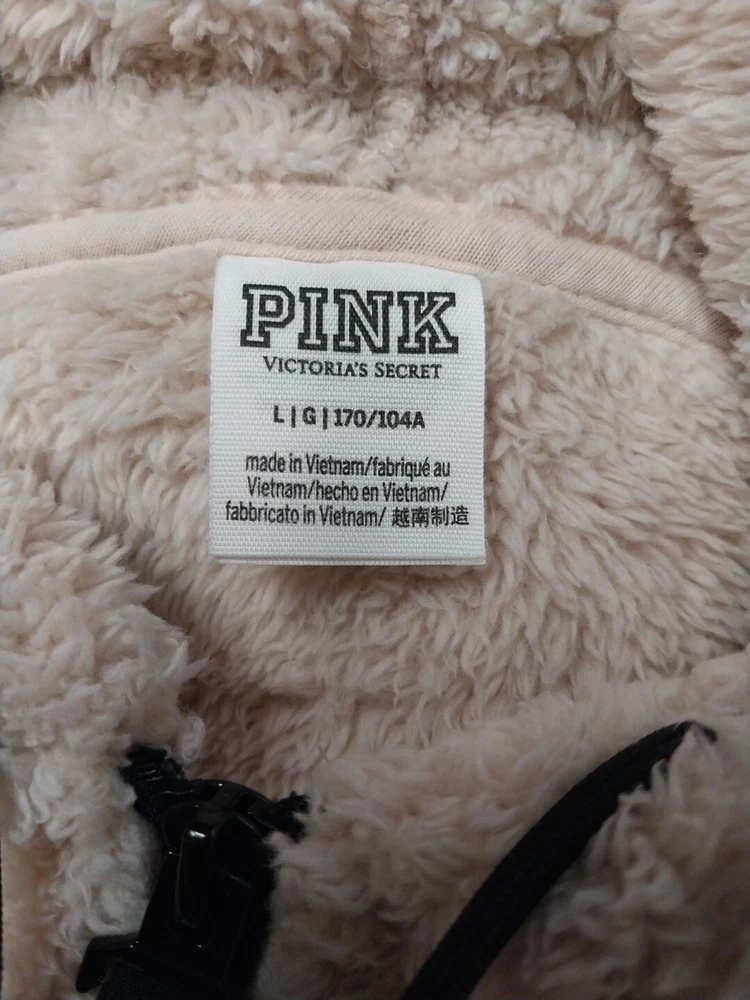 PINK
VICTORIA'S SECRET
L|G|170/104A
made in Vietnam/fabriqué au
Vietnam/hecho en Vietnam/
fabbricato in Vietnam/ 越南制造